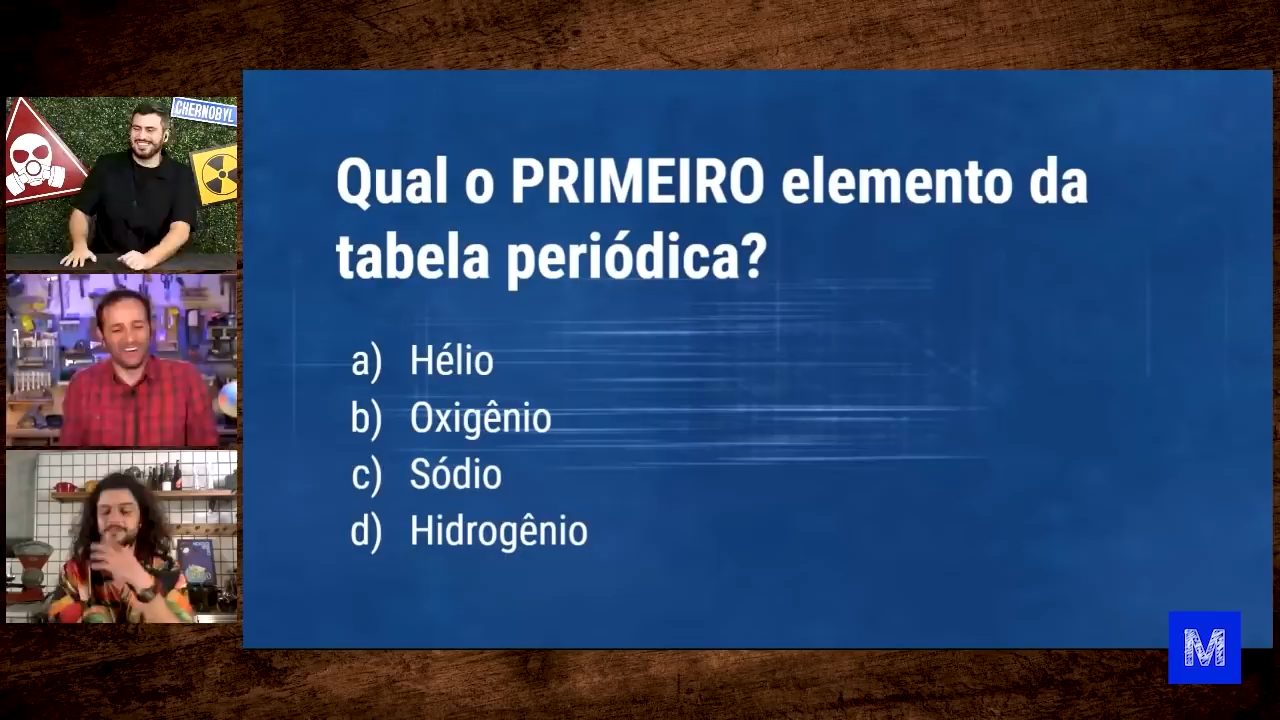 CHERNOBYL
Qual o PRIMEIRO elemento da
tabela periódica?
a) Hélio
b) Oxigênio
c) Sódio
d) Hidrogênio
M